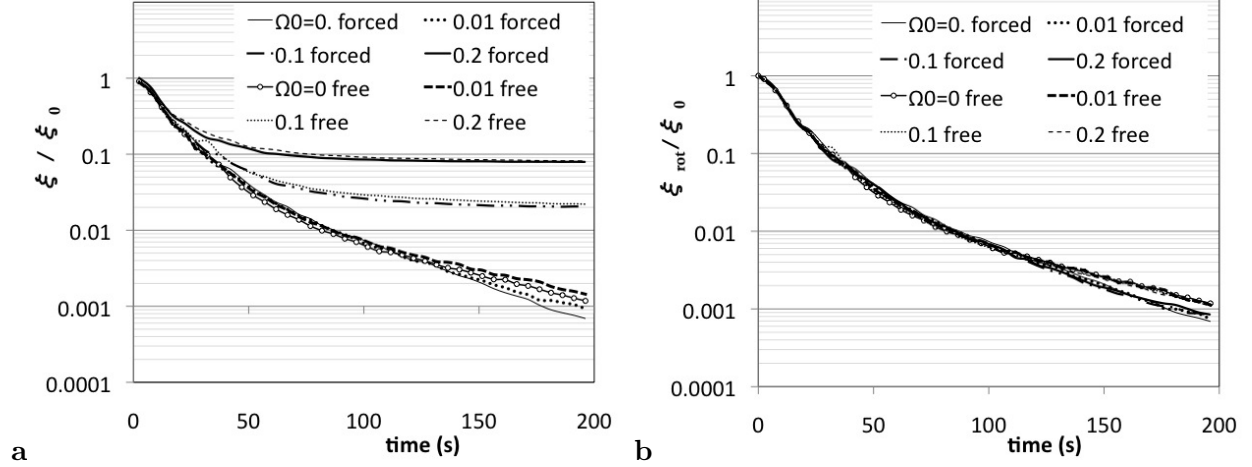 Ω0=0. forced 0.01 forced
0.1 forced 0.2 forced
Ω0=0 free 0.01 free
0.1 free 0.2 free
1
0.1
0.01
0.001
0.0001
ξ / ξ 0
0 50 100 150 200
time (s)
a
Ω0=0. forced 0.01 forced
0.1 forced 0.2 forced
Ω0=0 free 0.01 free
0.1 free 0.2 free
1
0.1
0.01
0.001
0.0001
ξ rot / ξ 0
0 50 100 150 200
time (s)
b